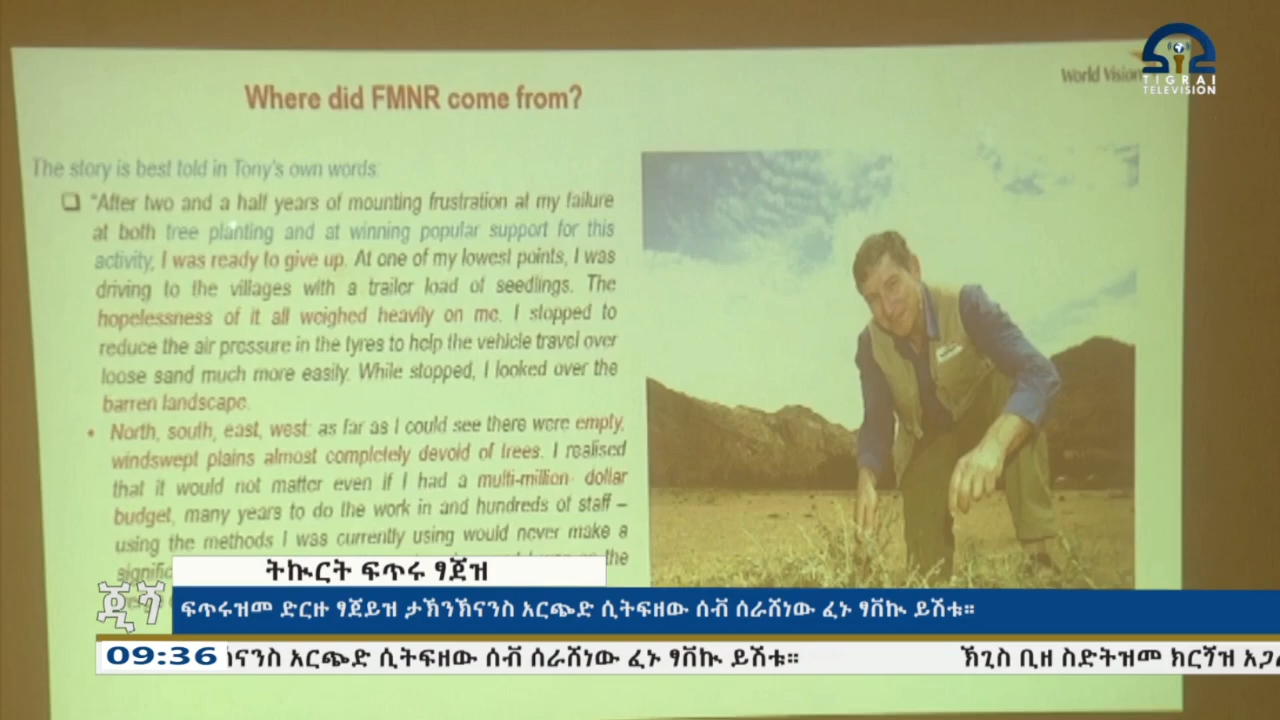 World Vision
TIGRAI
TELEVISION
Where did FMNR come from?
The story is best told in Tony's own words:
❑ "After two and a half years of mounting frustration at my failure
at both tree planting and at winning popular support for this
activity, I was ready to give up. At one of my lowest points, I was
driving to the villages with a trailer load of seedlings. The
hopelessness of it all weighed heavily on me. I stopped to
reduce the air pressure in the tyres to help the vehicle travel over
loose sand much more easily. While stopped, I looked over the
barren landscape.
• North, south, east, west: as far as I could see there were empty,
windswept plains almost completely devoid of trees. I realised
that it would not matter even if I had a multi-million- dollar
budget, many years to do the work in and hundreds of staff –
using the methods I was currently using would never make a
the
ትኩርት ፍጥሩ ፃጀዝ
ፍጥሩዝመ ድርዙ ፃጀይዝ ታኽንኽናንስ አርጭድ ሲትፍዘው ሰብ ሰራሸነው ፈኑ ፃሸኩ ይሽቱ።
09:36 ናንስ አርጭድ ሲትፍዘው ሰብ ሰራሸነው ፈኑ ፃሸኩ ይሽቱ። ኽጊስ ቢዘ ስድትዝመ ክርሻዝ